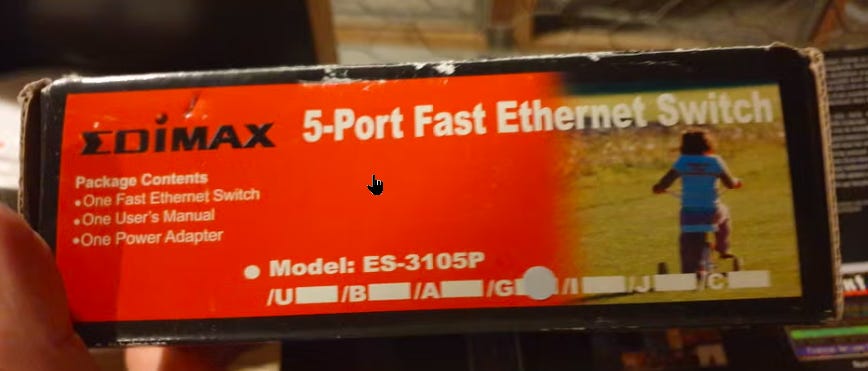 EDIMAX
5-Port Fast Ethernet Switch
Package Contents
•One Fast Ethernet Switch
•One User's Manual
•One Power Adapter
Model: ES-3105P
/U /B /A /G /I /J /C